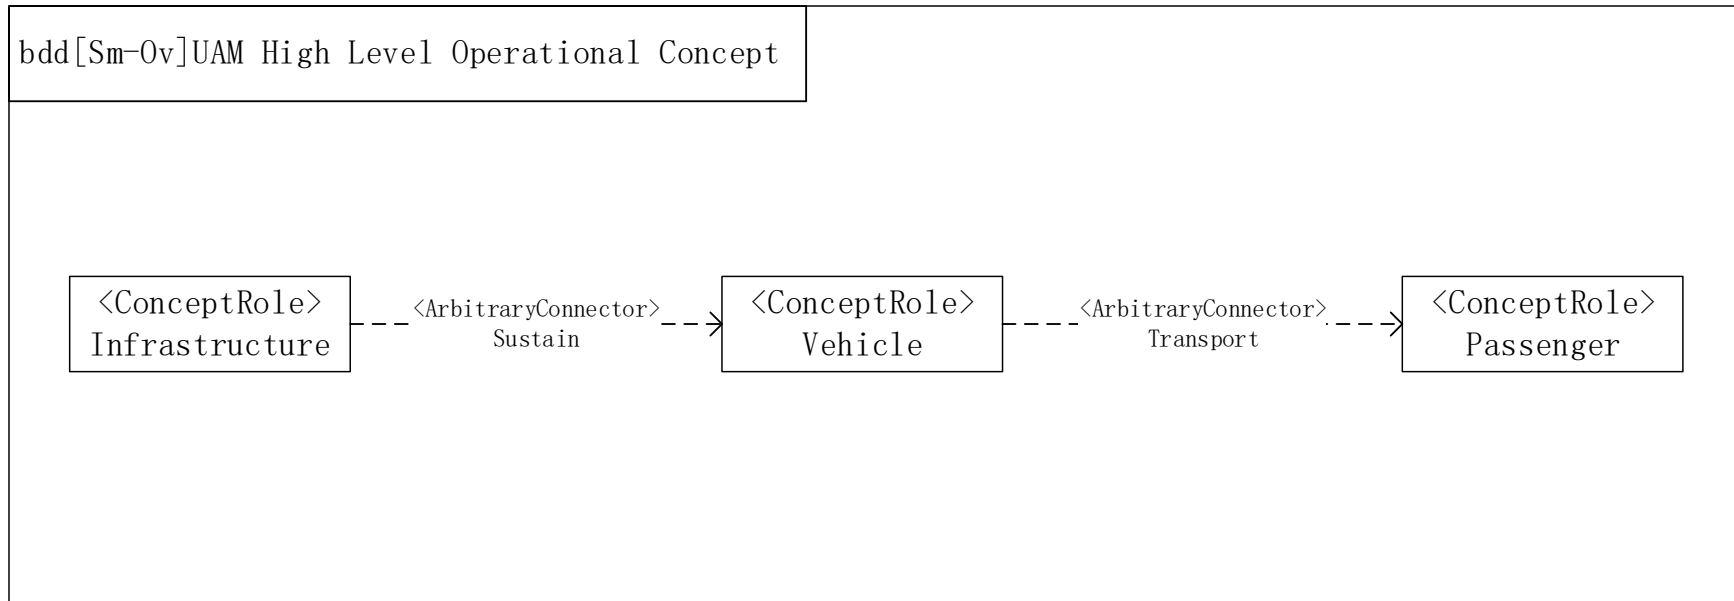 bdd[Sm-Ov]UAM High Level Operational Concept
<ConceptRole>
Infrastructure
<ArbitraryConnector>
Sustain
<ConceptRole>
Vehicle
<ArbitraryConnector>
Transport
<ConceptRole>
Passenger